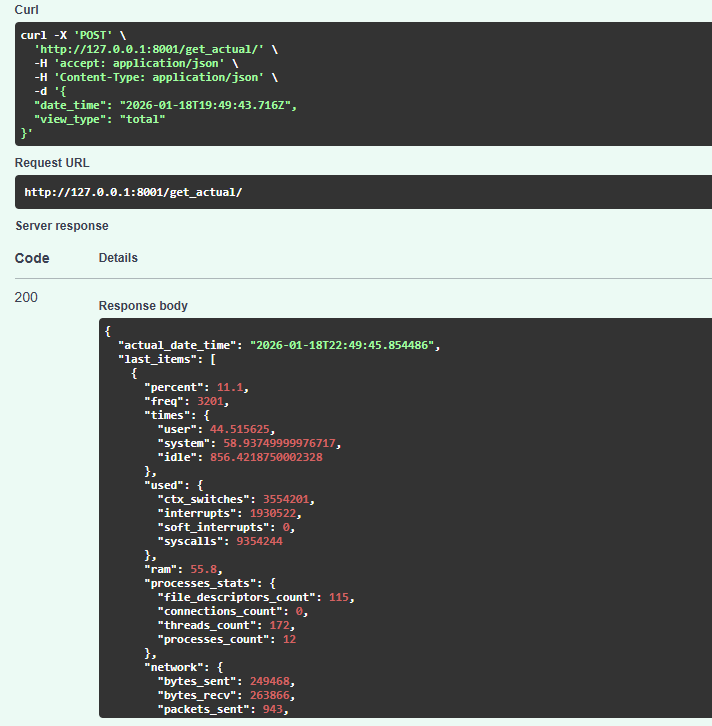 Curl
curl -X 'POST' \
  'http://127.0.0.1:8001/get_actual/' \
  -H 'accept: application/json' \
  -H 'Content-Type: application/json' \
  -d '{
  "date_time": "2026-01-18T19:49:43.716Z",
  "view_type": "total"
}'
Request URL
http://127.0.0.1:8001/get_actual/
Server response
Code Details
200
Response body
{
  "actual_date_time": "2026-01-18T22:49:45.854486",
  "last_items": [
    {
      "percent": 11.1,
      "freq": 3201,
      "times": {
        "user": 44.515625,
        "system": 58.93749999976717,
        "idle": 856.4218750002328
      },
      "used": {
        "ctx_switches": 3554201,
        "interrupts": 1930522,
        "soft_interrupts": 0,
        "syscalls": 9354244
      },
      "ram": 55.8,
      "processes_stats": {
        "file_descriptors_count": 115,
        "connections_count": 0,
        "threads_count": 172,
        "processes_count": 12
      },
      "network": {
        "bytes_sent": 249468,
        "bytes_recv": 263866,
        "packets_sent": 943,